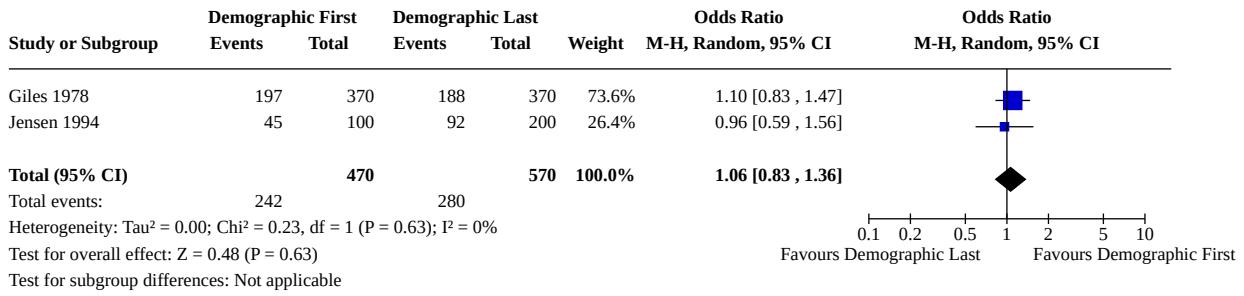 Demographic First Demographic Last Odds Ratio Odds Ratio
Study or Subgroup Events Total Events Total Weight M-H, Random, 95% CI M-H, Random, 95% CI
Giles 1978 197 370 188 370 73.6% 1.10 [0.83 , 1.47]
Jensen 1994 45 100 92 200 26.4% 0.96 [0.59 , 1.56]
Total (95% CI) 470 570 100.0% 1.06 [0.83 , 1.36]
Total events: 242 280
Heterogeneity: Tau² = 0.00; Chi² = 0.23, df = 1 (P = 0.63); I² = 0%
0.1 0.2 0.5 1 2 5 10
Test for overall effect: Z = 0.48 (P = 0.63) Favours Demographic Last Favours Demographic First
Test for subgroup differences: Not applicable